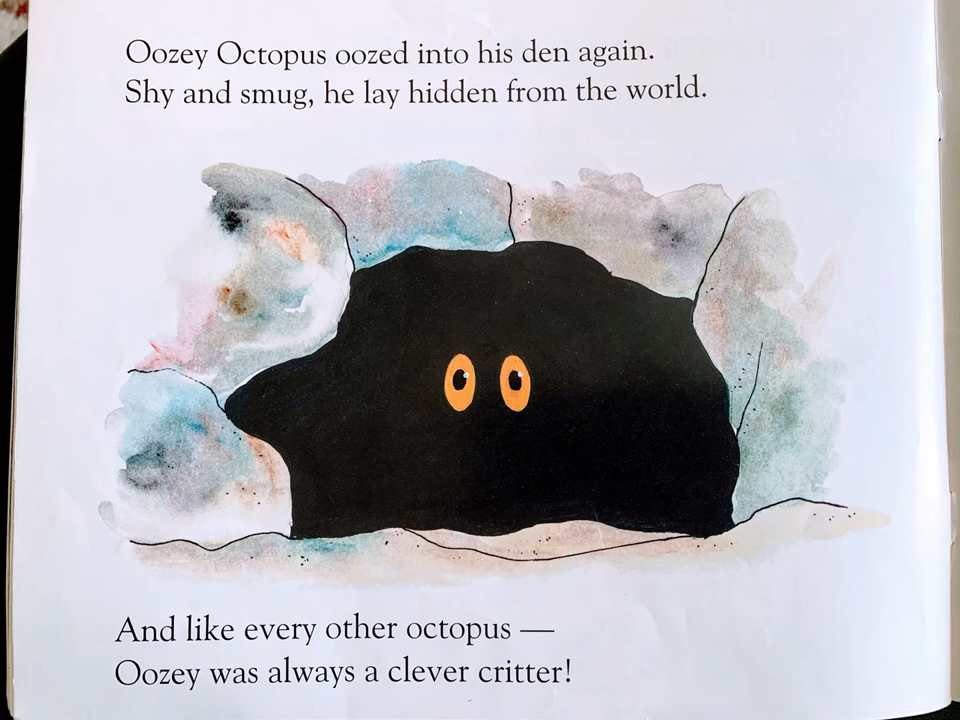 Oozey Octopus oozed into his den again.
Shy and smug, he lay hidden from the world.
And like every other octopus —
Oozey was always a clever critter!